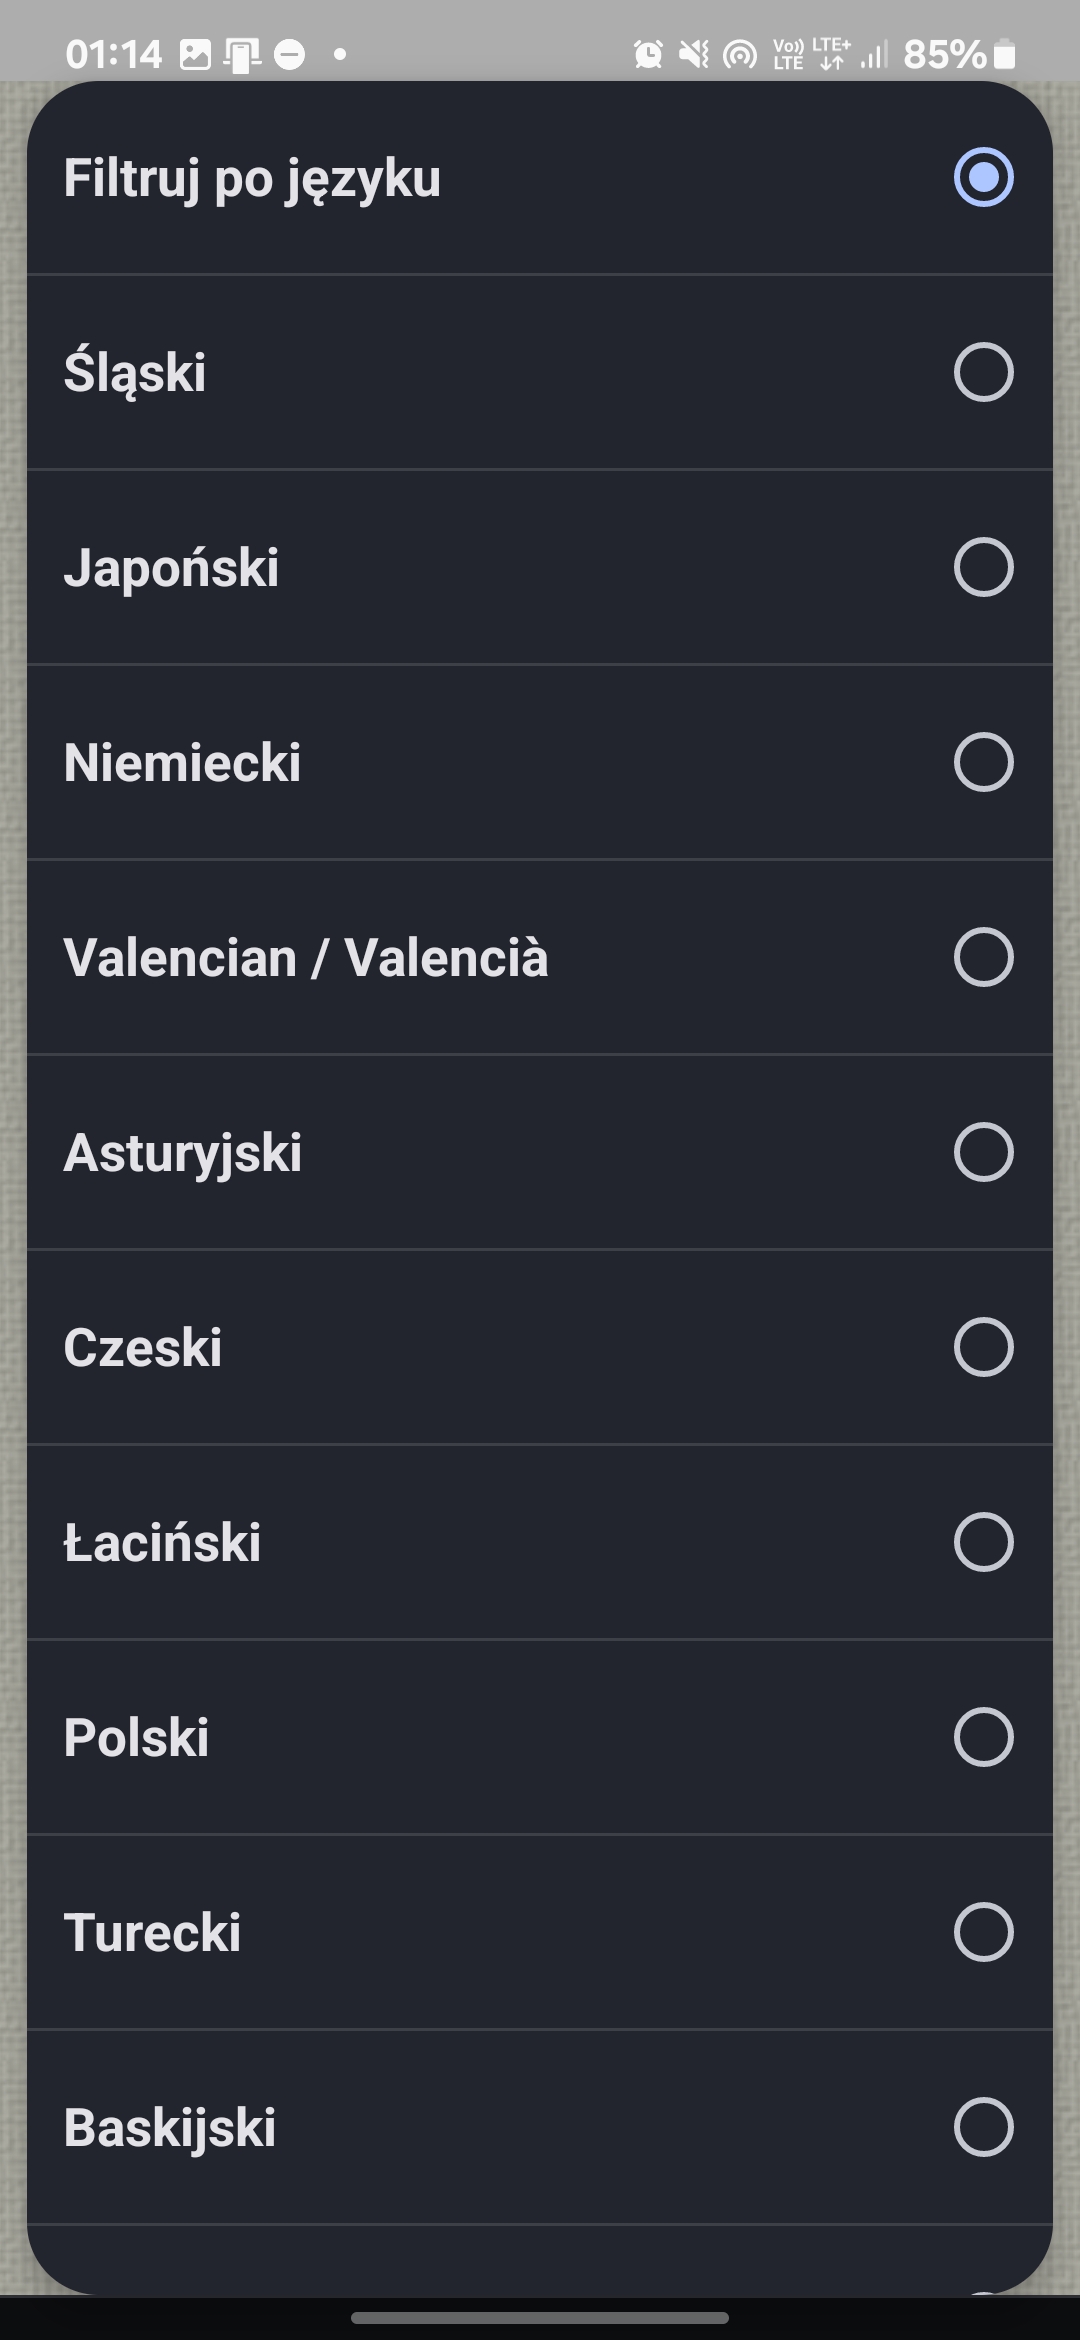 01:14 Vo)) LTE LTE+ 85%
Filtruj po języku
Śląski
Japoński
Niemiecki
Valencian / Valencià
Asturyjski
Czeski
Łaciński
Polski
Turecki
Baskijski